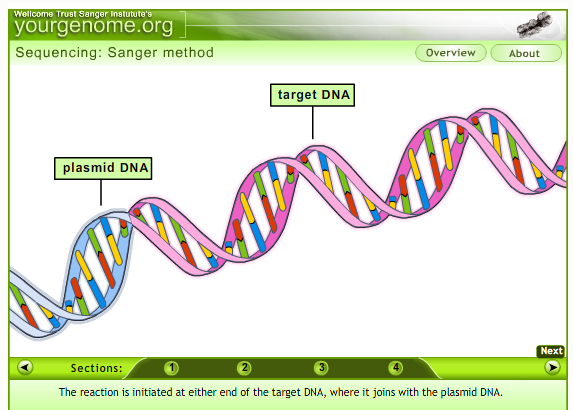 Wellcome Trust Sanger Instutute's
yourgenome.org
Sequencing: Sanger method
Overview
About
target DNA
plasmid DNA
Next
Sections:
1
2
3
4
The reaction is initiated at either end of the target DNA, where it joins with the plasmid DNA.